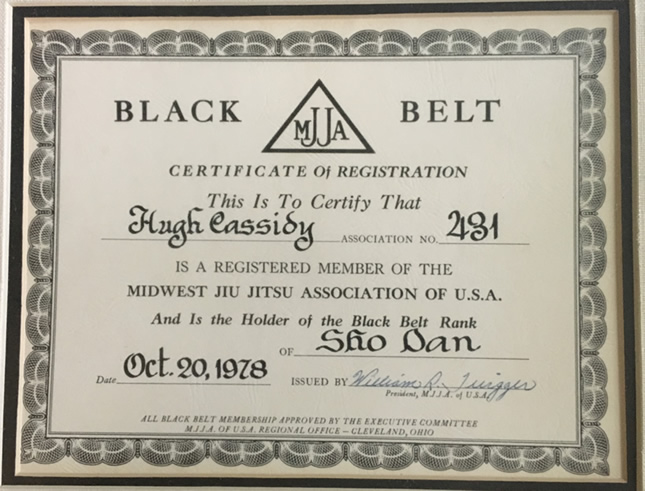 BLACK MJJA BELT
CERTIFICATE Of REGISTRATION
This Is To Certify That
Hugh Cassidy ASSOCIATION NO. 431
IS A REGISTERED MEMBER OF THE
MIDWEST JIU JITSU ASSOCIATION OF U.S.A.
And Is the Holder of the Black Belt Rank
OF Sho Dan
Date Oct. 20, 1978 ISSUED BY William R.
President, M.J.J.A. of U.S.A.
ALL BLACK BELT MEMBERSHIP APPROVED BY THE EXECUTIVE COMMITTEE
M.J.J.A. OF U.S.A. REGIONAL OFFICE – CLEVELAND, OHIO